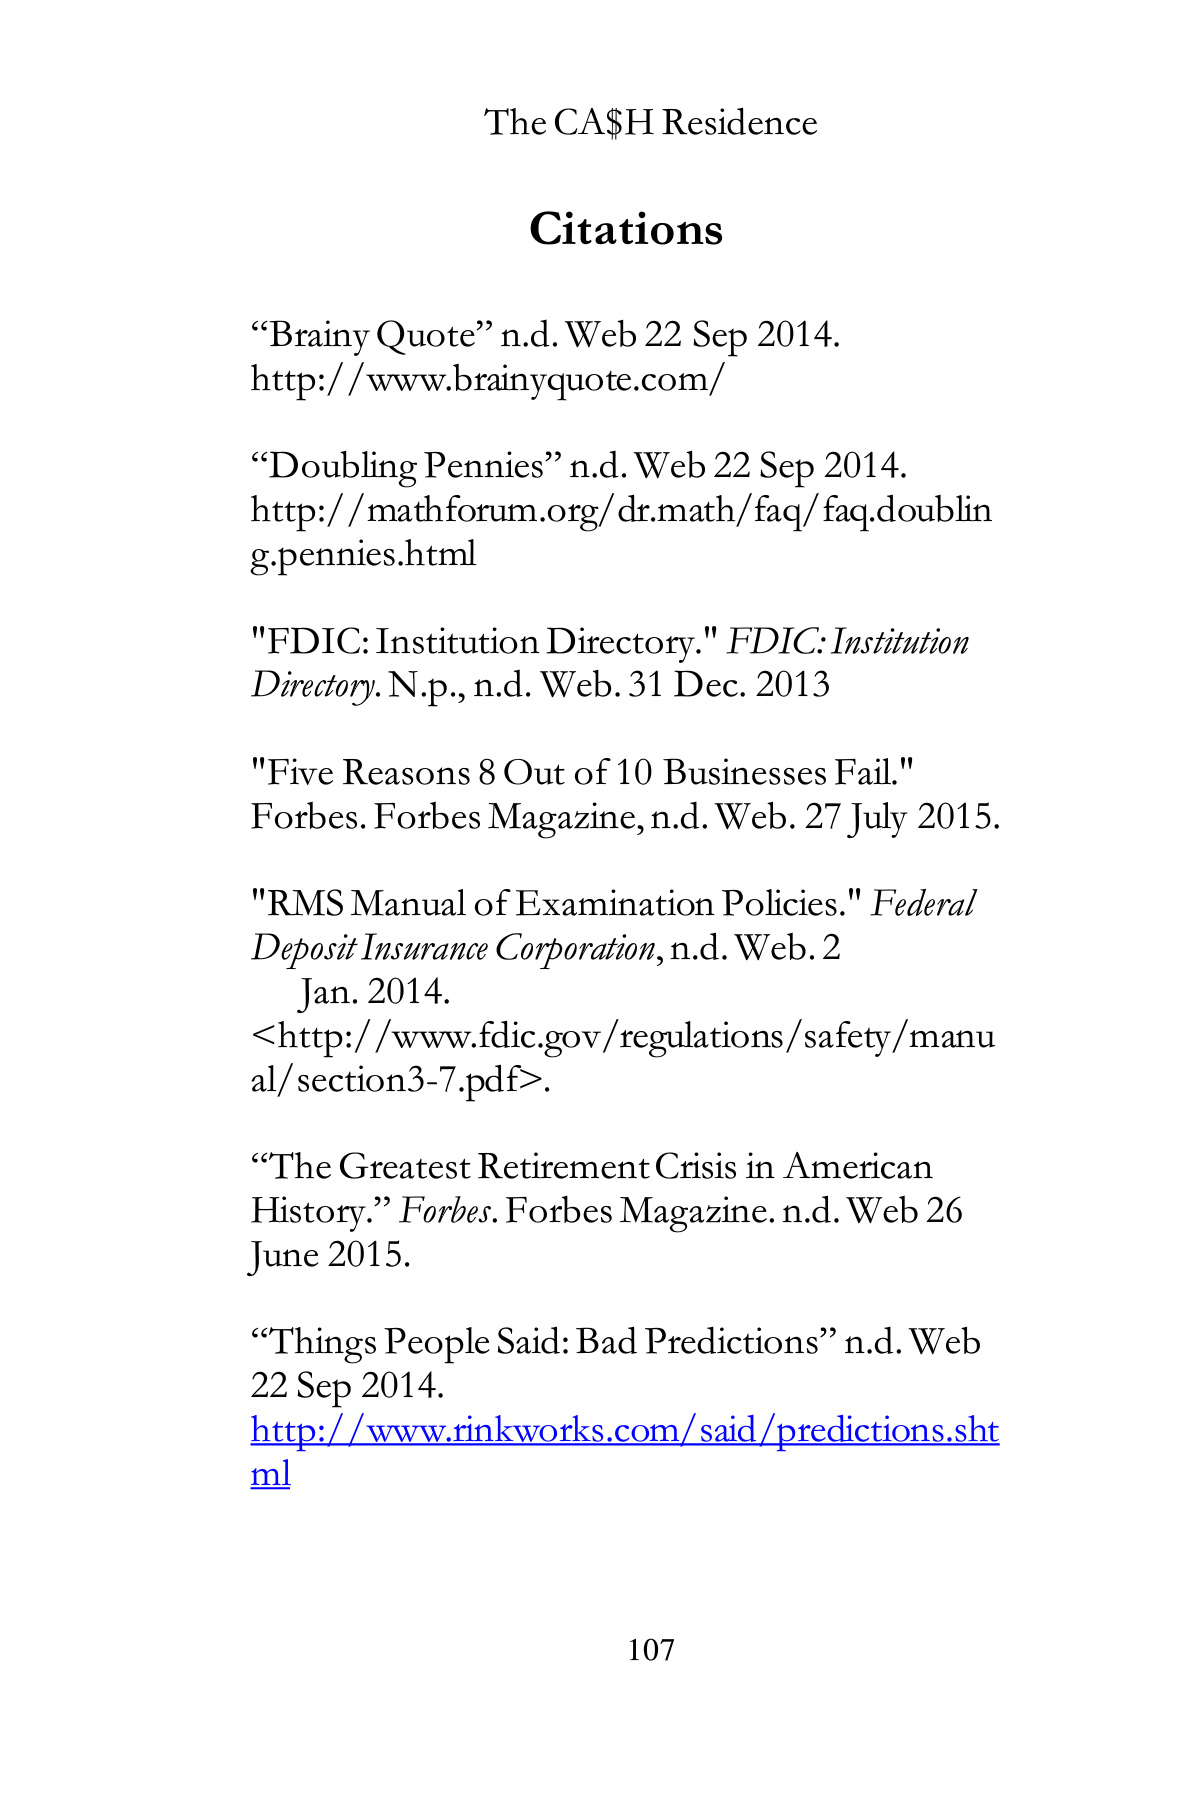 The CA$H Residence
Citations
“Brainy Quote” n.d. Web 22 Sep 2014.
http://www.brainyquote.com/
“Doubling Pennies” n.d. Web 22 Sep 2014.
http://mathforum.org/dr.math/faq/faq.doublin
g.pennies.html
"FDIC: Institution Directory." FDIC: Institution
Directory. N.p., n.d. Web. 31 Dec. 2013
"Five Reasons 8 Out of 10 Businesses Fail."
Forbes. Forbes Magazine, n.d. Web. 27 July 2015.
"RMS Manual of Examination Policies." Federal
Deposit Insurance Corporation, n.d. Web. 2
Jan. 2014.
<http://www.fdic.gov/regulations/safety/manu
al/section3-7.pdf>.
“The Greatest Retirement Crisis in American
History.” Forbes. Forbes Magazine. n.d. Web 26
June 2015.
“Things People Said: Bad Predictions” n.d. Web
22 Sep 2014.
http://www.rinkworks.com/said/predictions.sht
ml
107